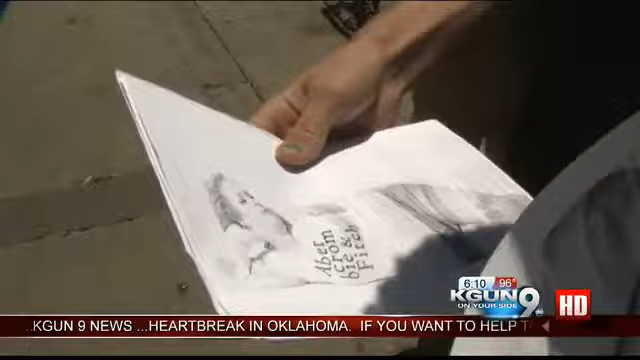 Aber
crom
bie &
Fitch
6:10 96°
KGUN 9
ON YOUR SIDE
HD
...KGUN 9 NEWS ...HEARTBREAK IN OKLAHOMA. IF YOU WANT TO HELP